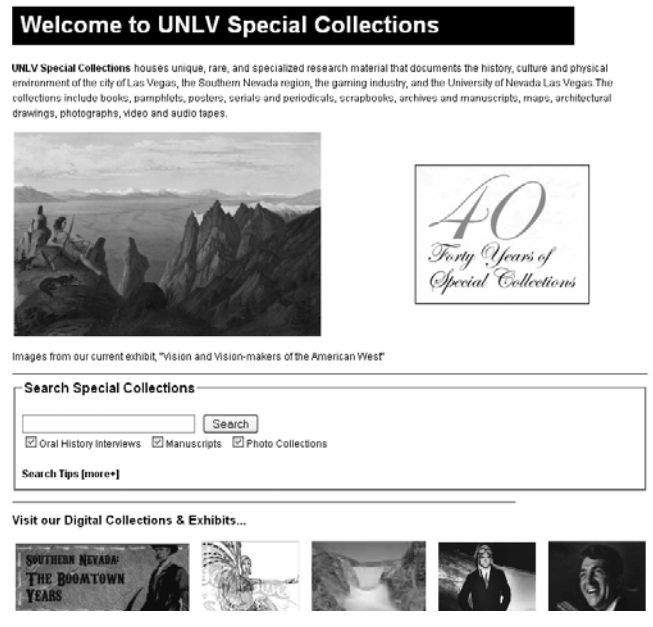 Welcome to UNLV Special Collections
UNLV Special Collections houses unique, rare, and specialized research material that documents the history, culture and physical
environment of the city of Las Vegas, the Southern Nevada region, the gaming industry, and the University of Nevada Las Vegas.The
collections include books, pamphlets, posters, serials and periodicals, scrapbooks, archives and manuscripts, maps, architectural
drawings, photographs, video and audio tapes.
40
Forty Years of
Special Collections
Images from our current exhibit, "Vision and Vision-makers of the American West"
Search Special Collections
Search
Oral History Interviews Manuscripts Photo Collections
Search Tips [more+]
Visit our Digital Collections & Exhibits...
SOUTHERN NEVADA:
THE BOOMTOWN
YEARS